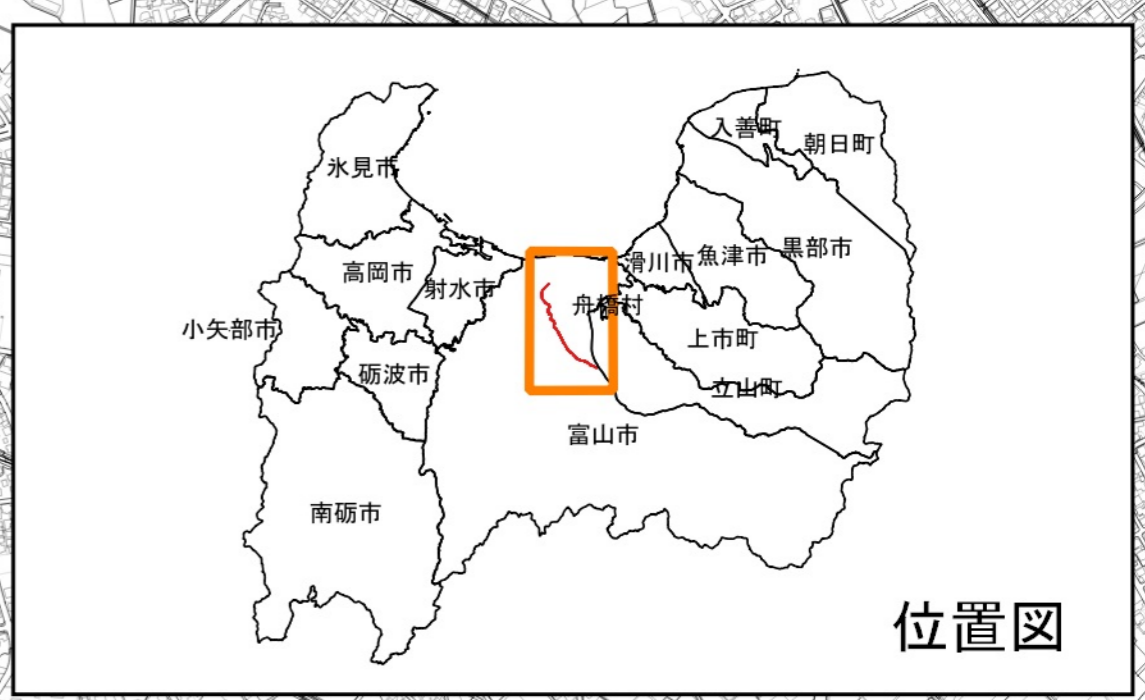 入善町
朝日町
氷見市
黒部市
魚津市
滑川市
高岡市
射水市
舟橋村
小矢部市
上市町
砺波市
立山町
富山市
南砺市
位置図